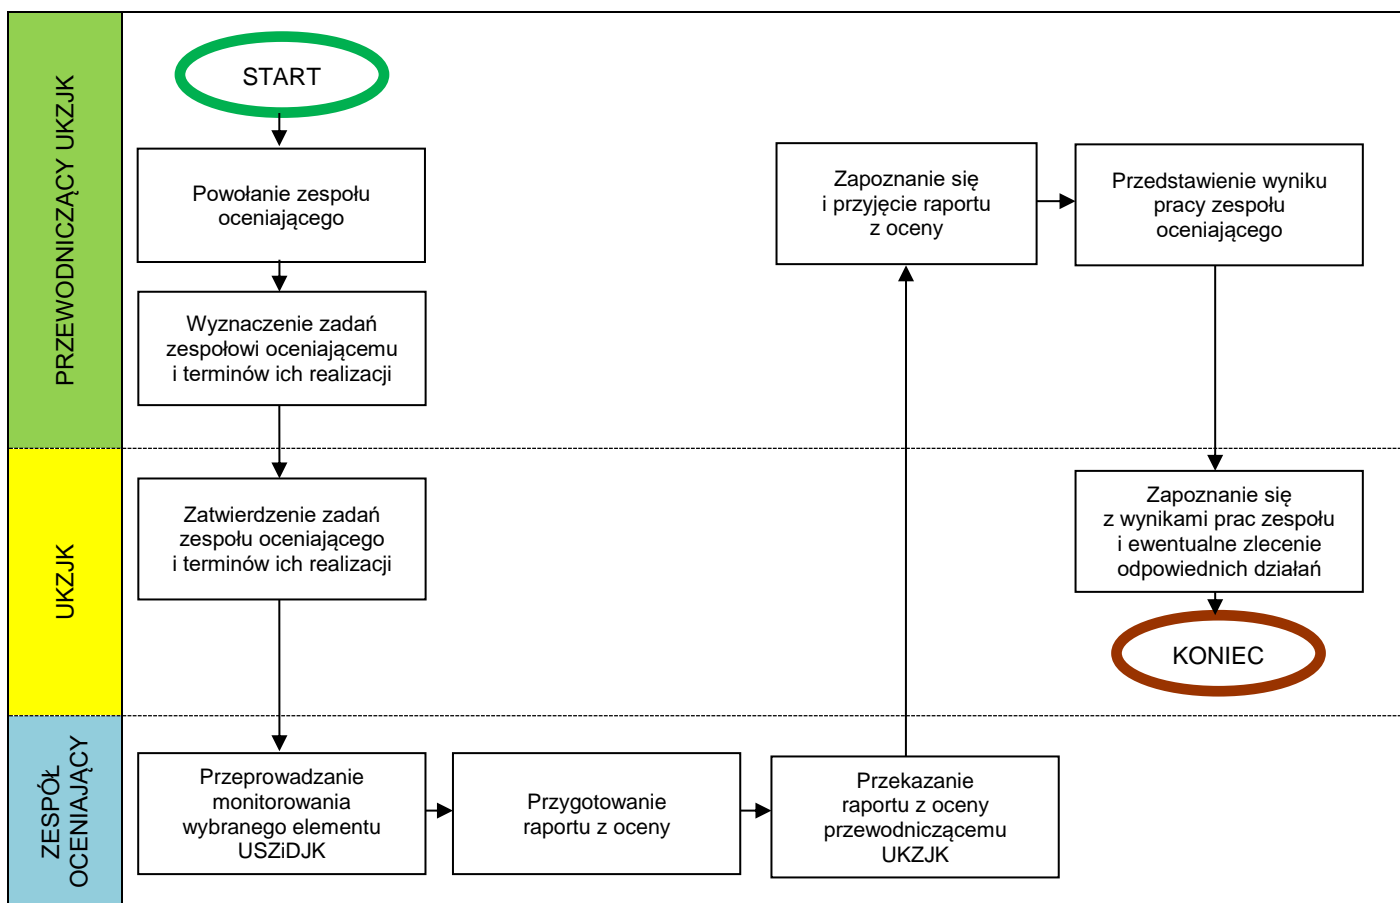 PRZEWODNICZĄCY UKZJK
START
Powołanie zespołu
oceniającego
Wyznaczenie zadań
zespołowi oceniającemu
i terminów ich realizacji
Zapoznanie się
i przyjęcie raportu
z oceny
Przedstawienie wyniku
pracy zespołu
oceniającego
UKZJK
Zatwierdzenie zadań
zespołu oceniającego
i terminów ich realizacji
Zapoznanie się
z wynikami prac zespołu
i ewentualne zlecenie
odpowiednich działań
KONIEC
ZESPÓŁ
OCENIAJĄCY
Przeprowadzanie
monitorowania
wybranego elementu
USZiDJK
Przygotowanie
raportu z oceny
Przekazanie
raportu z oceny
przewodniczącemu
UKZJK